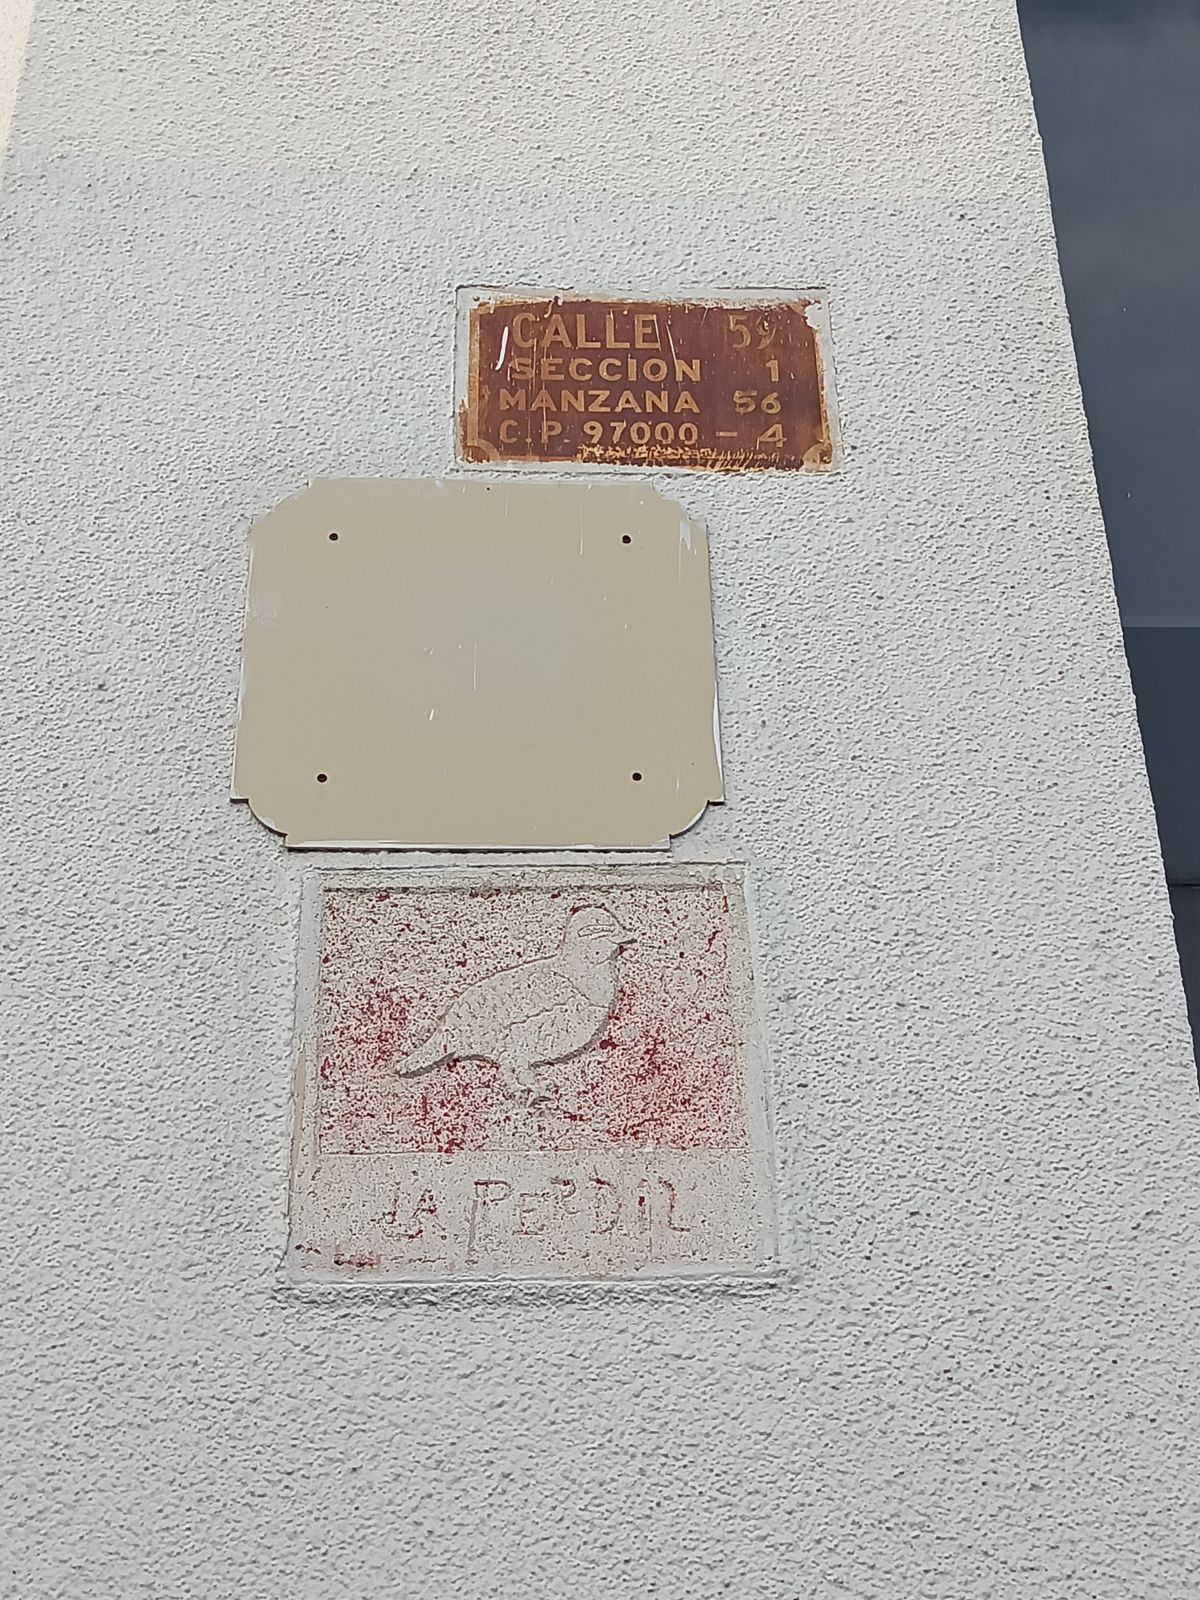 CALLE 59
SECCION 1
MANZANA 56
C.P. 97000 - 4
LA PERDIZ